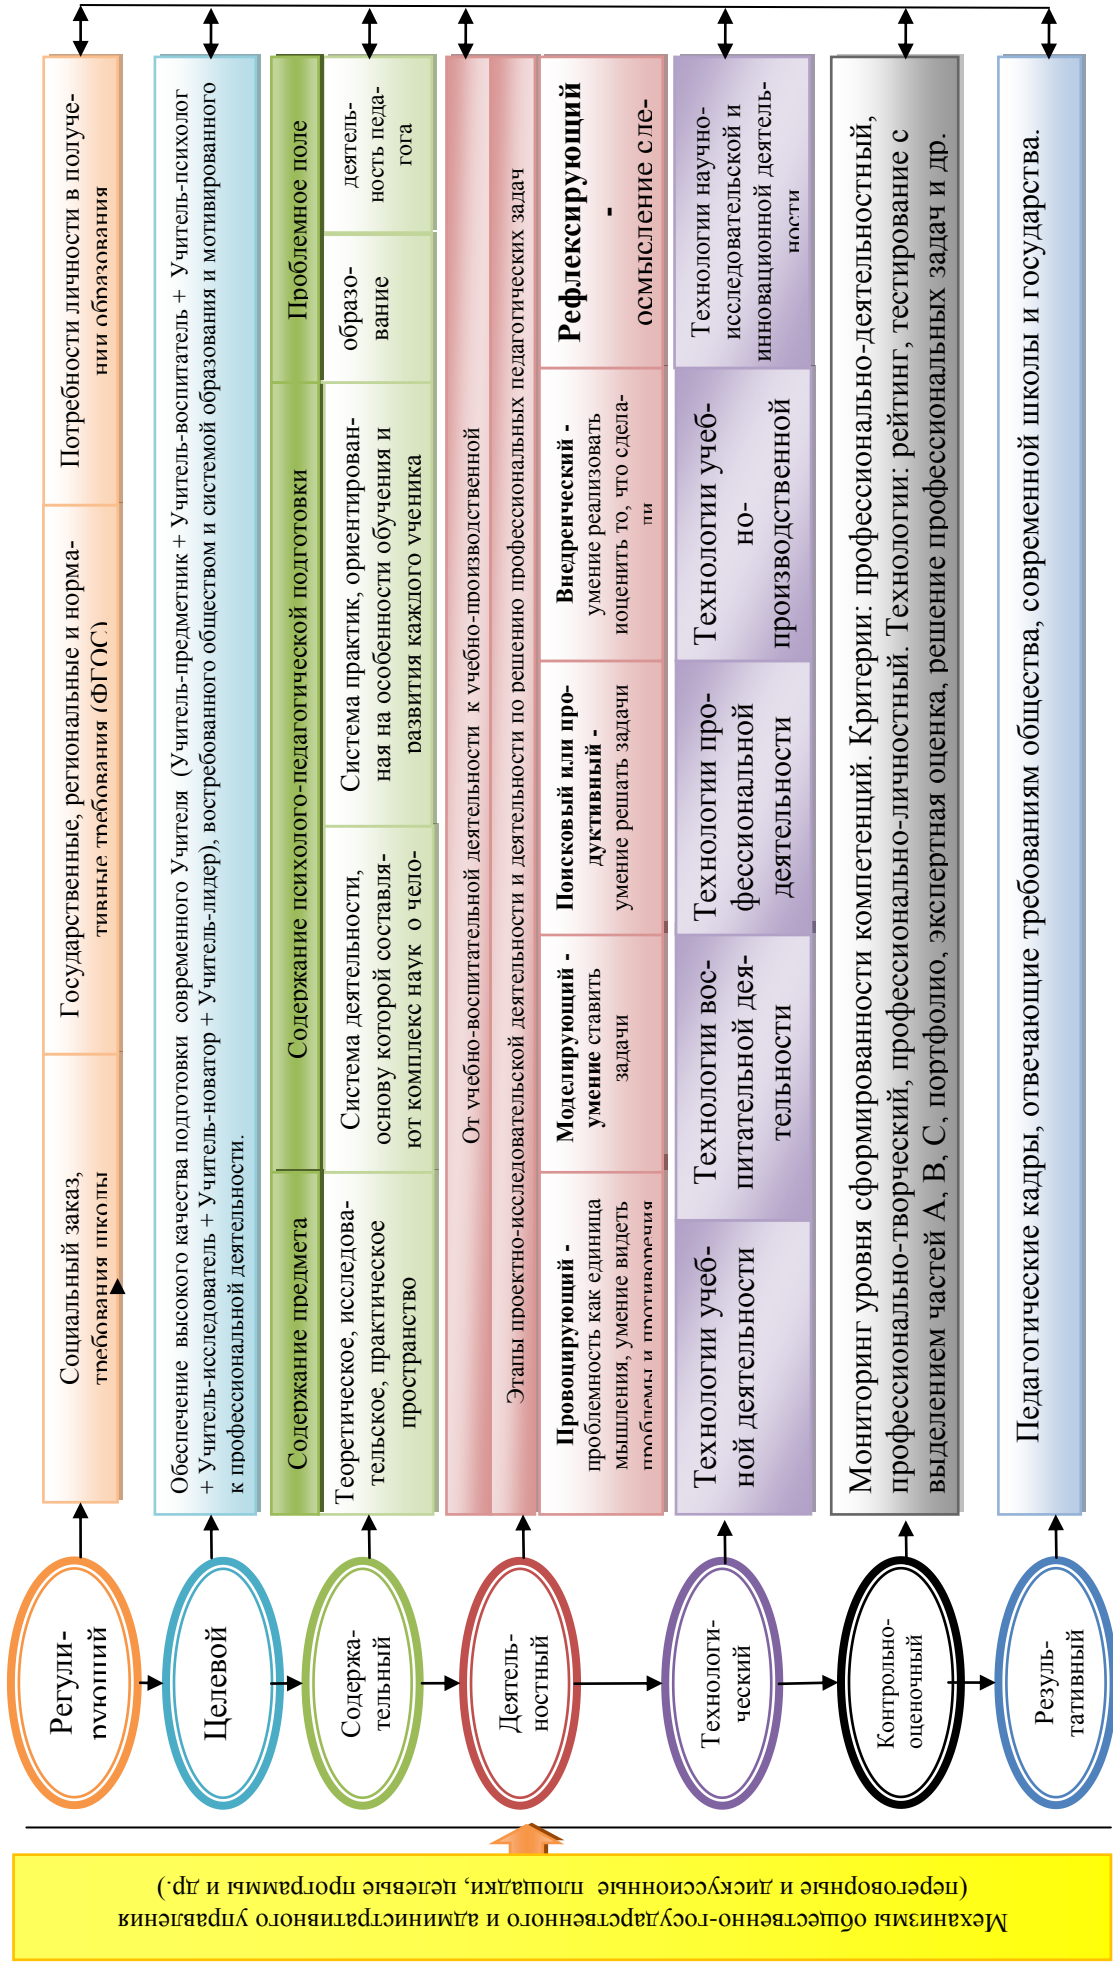 Механизмы общественно-государственного и административного управления
(переговорные и дискуссионные площадки, целевые программы и др.)
Регули-
рующий
Социальный заказ,
требования школы
Государственные, региональные и норма-
тивные требования (ФГОС)
Потребности личности в получе-
нии образования
Целевой
Обеспечение высокого качества подготовки современного Учителя (Учитель-предметник + Учитель-воспитатель + Учитель-психолог
+ Учитель-исследователь + Учитель-новатор + Учитель-лидер), востребованного обществом и системой образования и мотивированного
к профессиональной деятельности.
Содержа-
тельный
Содержание предмета
Содержание психолого-педагогической подготовки
Проблемное поле
Теоретическое, исследова-
тельское, практическое
пространство
Система деятельности,
основу которой составля-
ют комплекс наук о чело-
Система практик, ориентирован-
ная на особенности обучения и
развития каждого ученика
образо-
вание
деятель-
ность педа-
гога
Деятель-
ностный
От учебно-воспитательной деятельности к учебно-производственной
Этапы проектно-исследовательской деятельности и деятельности по решению профессиональных педагогических задач
Провоцирующий -
проблемность как единица
мышления, умение видеть
проблемы и противоречия
Моделирующий -
умение ставить
задачи
Поисковый или про-
дуктивный -
умение решать задачи
Внедренческий -
умение реализовать
иоценить то, что сдела-
ли
Рефлексирующий
-
осмысление сле-
Технологи-
ческий
Технологии учеб-
ной деятельности
Технологии вос-
питательной дея-
тельности
Технологии про-
фессиональной
деятельности
Технологии учеб-
но-
производственной
Технологии научно-
исследовательской и
инновационной деятель-
ности
Контрольно-
оценочный
Мониторинг уровня сформированности компетенций. Критерии: профессионально-деятельный,
профессионально-творческий, профессионально-личностный. Технологии: рейтинг, тестирование с
выделением частей А, В, С, портфолио, экспертная оценка, решение профессиональных задач и др.
Резуль-
тативный
Педагогические кадры, отвечающие требованиям общества, современной школы и государства.